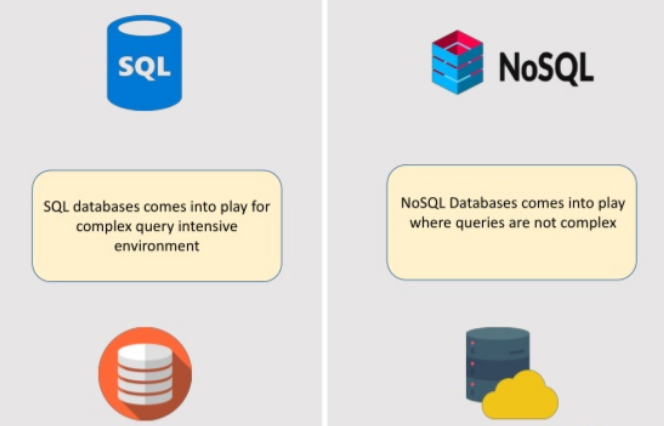 SQL
NoSQL
SQL databases comes into play for
complex query intensive
environment
NoSQL Databases comes into play
where queries are not complex